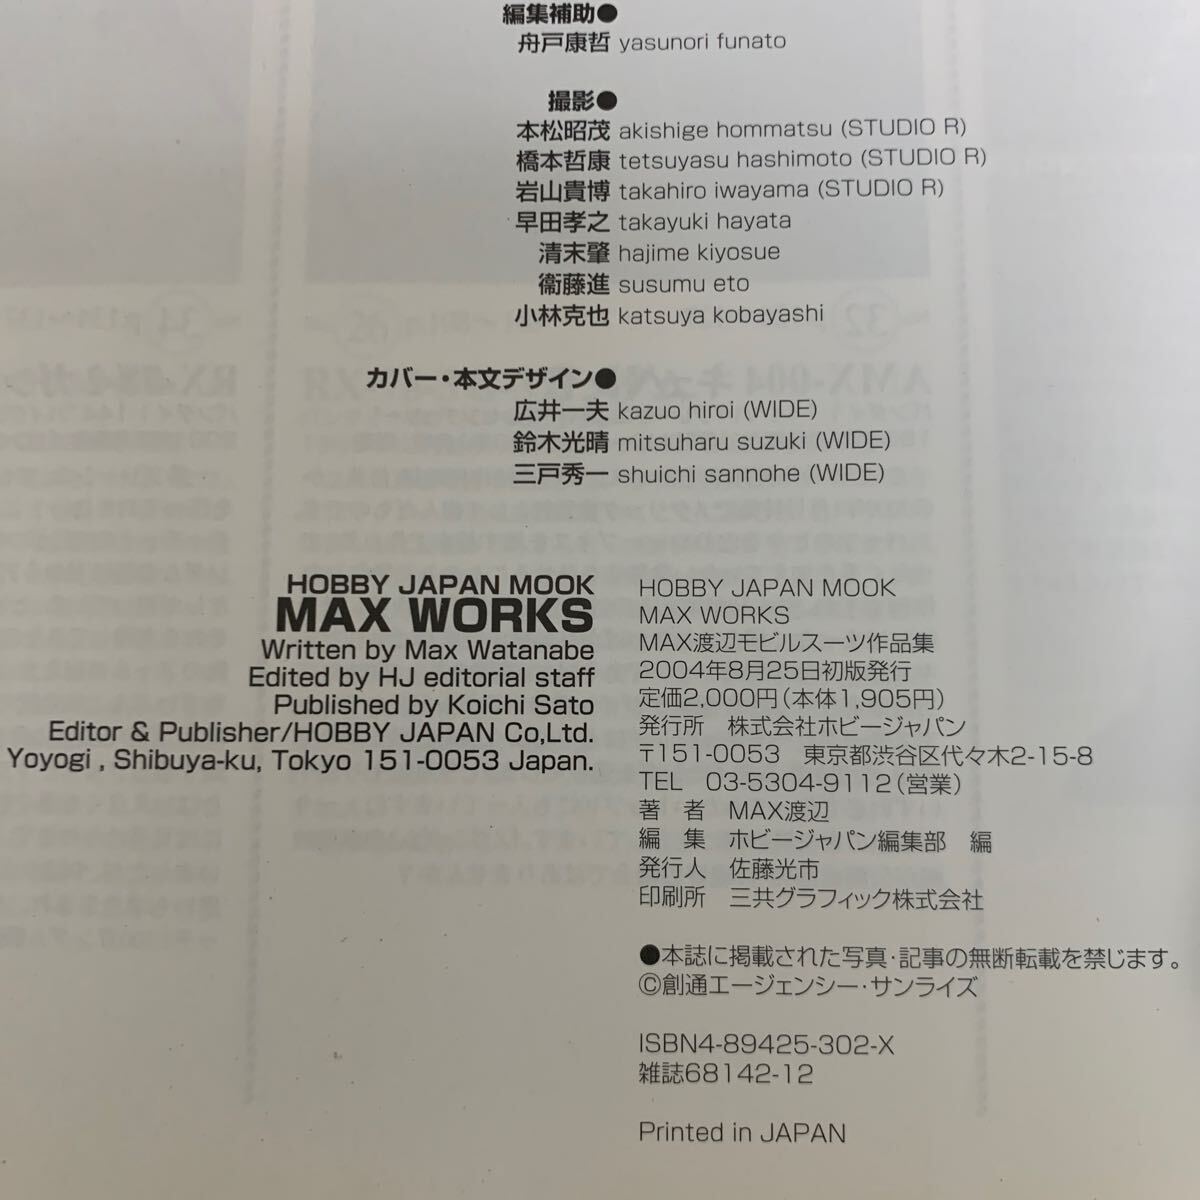 編集補助●
舟戸康哲 yasunori funato
撮影●
本松昭茂 akishige hommatsu (STUDIO R)
橋本哲康 tetsuyasu hashimoto (STUDIO R)
岩山貴博 takahiro iwayama (STUDIO R)
早田孝之 takayuki hayata
清末肇 hajime kiyosue
衞藤進 susumu eto
小林克也 katsuya kobayashi
カバー・本文デザイン●
広井一夫 kazuo hiroi (WIDE)
鈴木光晴 mitsuharu suzuki (WIDE)
三戸秀一 shuichi sannohe (WIDE)
HOBBY JAPAN MOOK
MAX WORKS
Written by Max Watanabe
Edited by HJ editorial staff
Published by Koichi Sato
Editor & Publisher/HOBBY JAPAN Co,Ltd.
Yoyogi , Shibuya-ku, Tokyo 151-0053 Japan.
HOBBY JAPAN MOOK
MAX WORKS
MAX渡辺モビルスーツ作品集
2004年8月25日初版発行
定価2,000円(本体1,905円)
発行所 株式会社ホビージャパン
〒151-0053 東京都渋谷区代々木2-15-8
TEL 03-5304-9112(営業)
著 者 MAX渡辺
編 集 ホビージャパン編集部 編
発行人 佐藤光市
印刷所 三共グラフィック株式会社
●本誌に掲載された写真・記事の無断転載を禁じます。
©創通エージェンシー・サンライズ
ISBN4-89425-302-X
雑誌68142-12
Printed in JAPAN